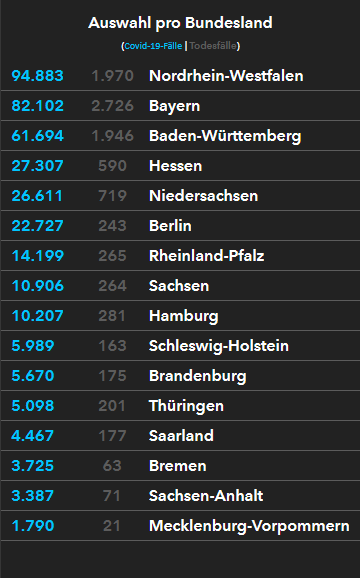 Auswahl pro Bundesland
(Covid-19-Fälle | Todesfälle)
94.883 1.970 Nordrhein-Westfalen
82.102 2.726 Bayern
61.694 1.946 Baden-Württemberg
27.307 590 Hessen
26.611 719 Niedersachsen
22.727 243 Berlin
14.199 265 Rheinland-Pfalz
10.906 264 Sachsen
10.207 281 Hamburg
5.989 163 Schleswig-Holstein
5.670 175 Brandenburg
5.098 201 Thüringen
4.467 177 Saarland
3.725 63 Bremen
3.387 71 Sachsen-Anhalt
1.790 21 Mecklenburg-Vorpommern